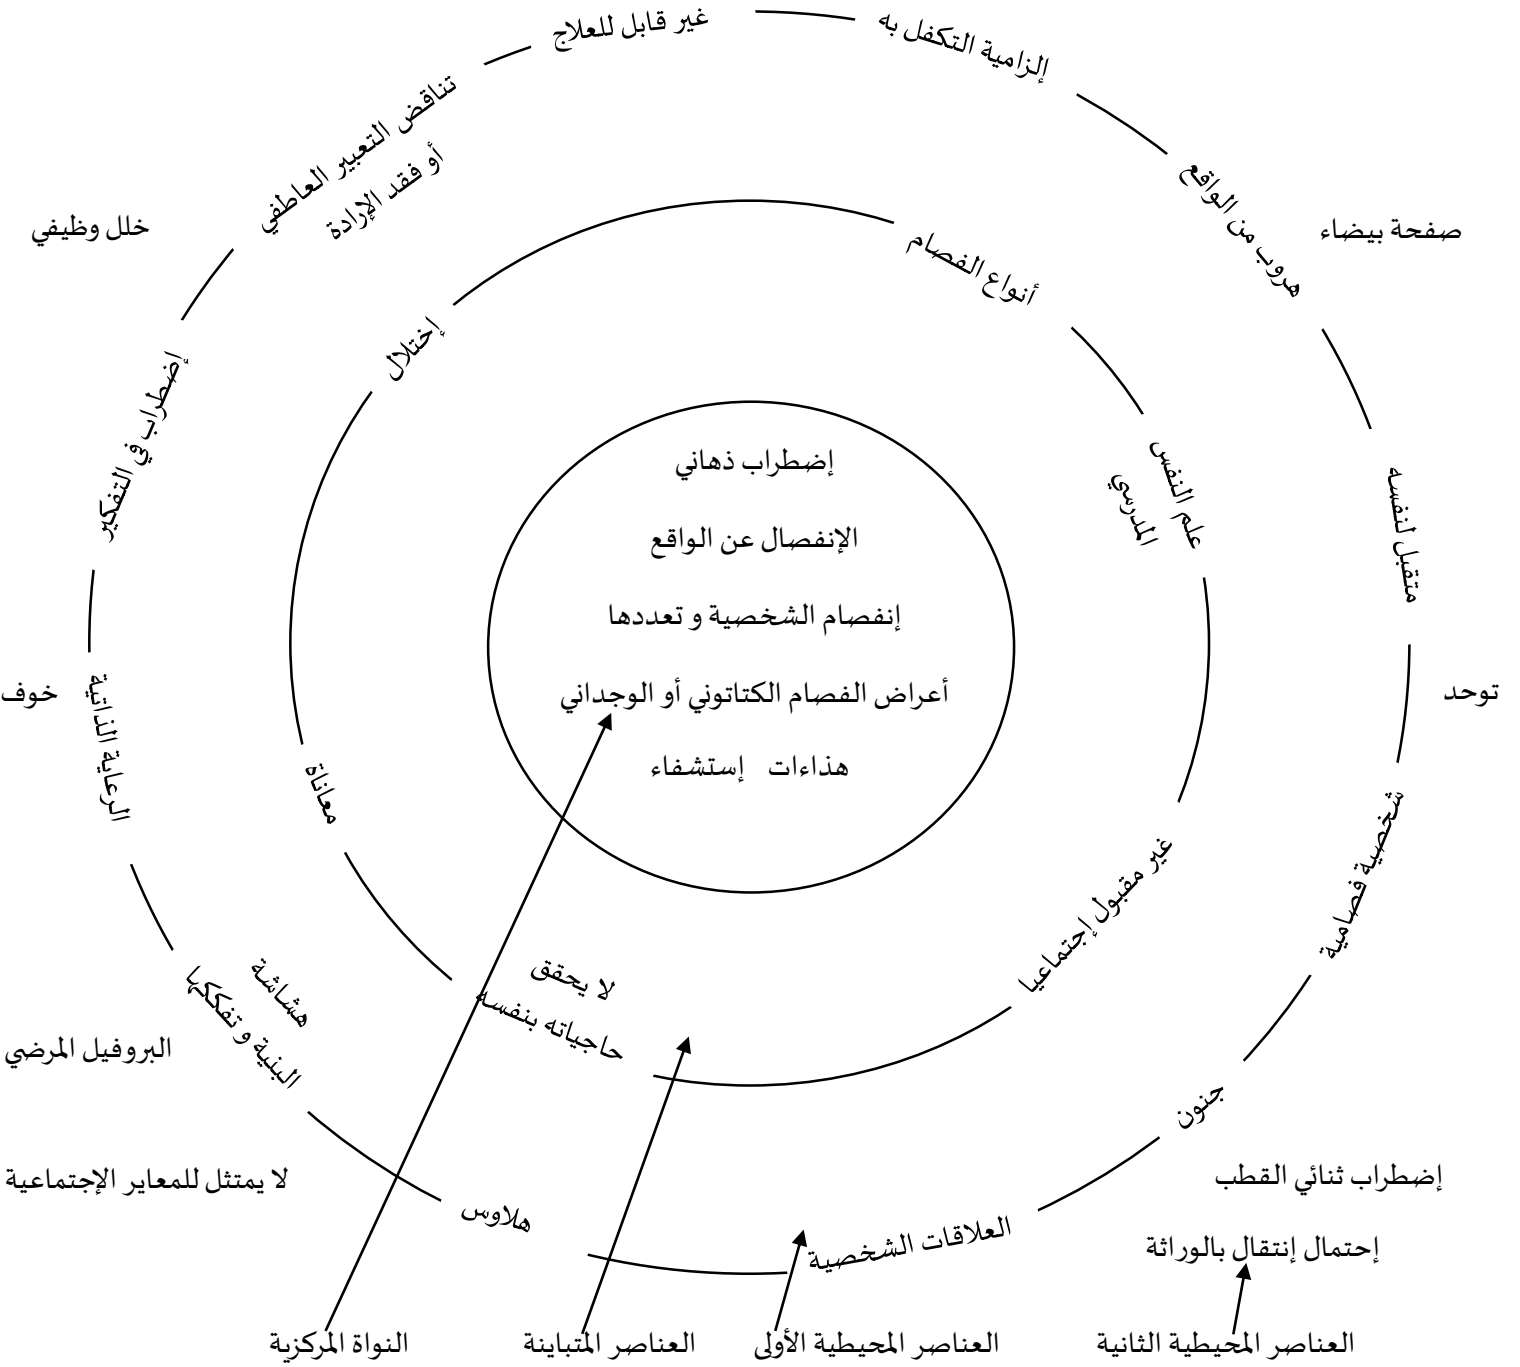 غير قابل للعلاج
إلزامية التكفل به
تناقض التعبير العاطفي
أو فقد الإرادة
هروب من الواقع
خلل وظيفي
صفحة بيضاء
أنواع الفصام
إختلال
إضطراب في التفكير
علم النفس
المدرسي
متقبل لنفسه
إضطراب ذهاني
الإنفصال عن الواقع
إنفصام الشخصية و تعددها
أعراض الفصام الكتاتوني أو الوجداني
هذاءات إستشفاء
توحد
خوف
الرعاية الذاتية
معاناة
شخصية فصامية
غير مقبول إجتماعيا
لا يحقق
حاجياته بنفسه
هشاشة
البنية و تفككها
البروفيل المرضي
جنون
إضطراب ثنائي القطب
لا يمتثل للمعاير الإجتماعية
هلاوس
العلاقات الشخصية
إحتمال إنتقال بالوراثة
العناصر المحيطية الثانية
العناصر المحيطية الأولى
العناصر المتباينة
النواة المركزية